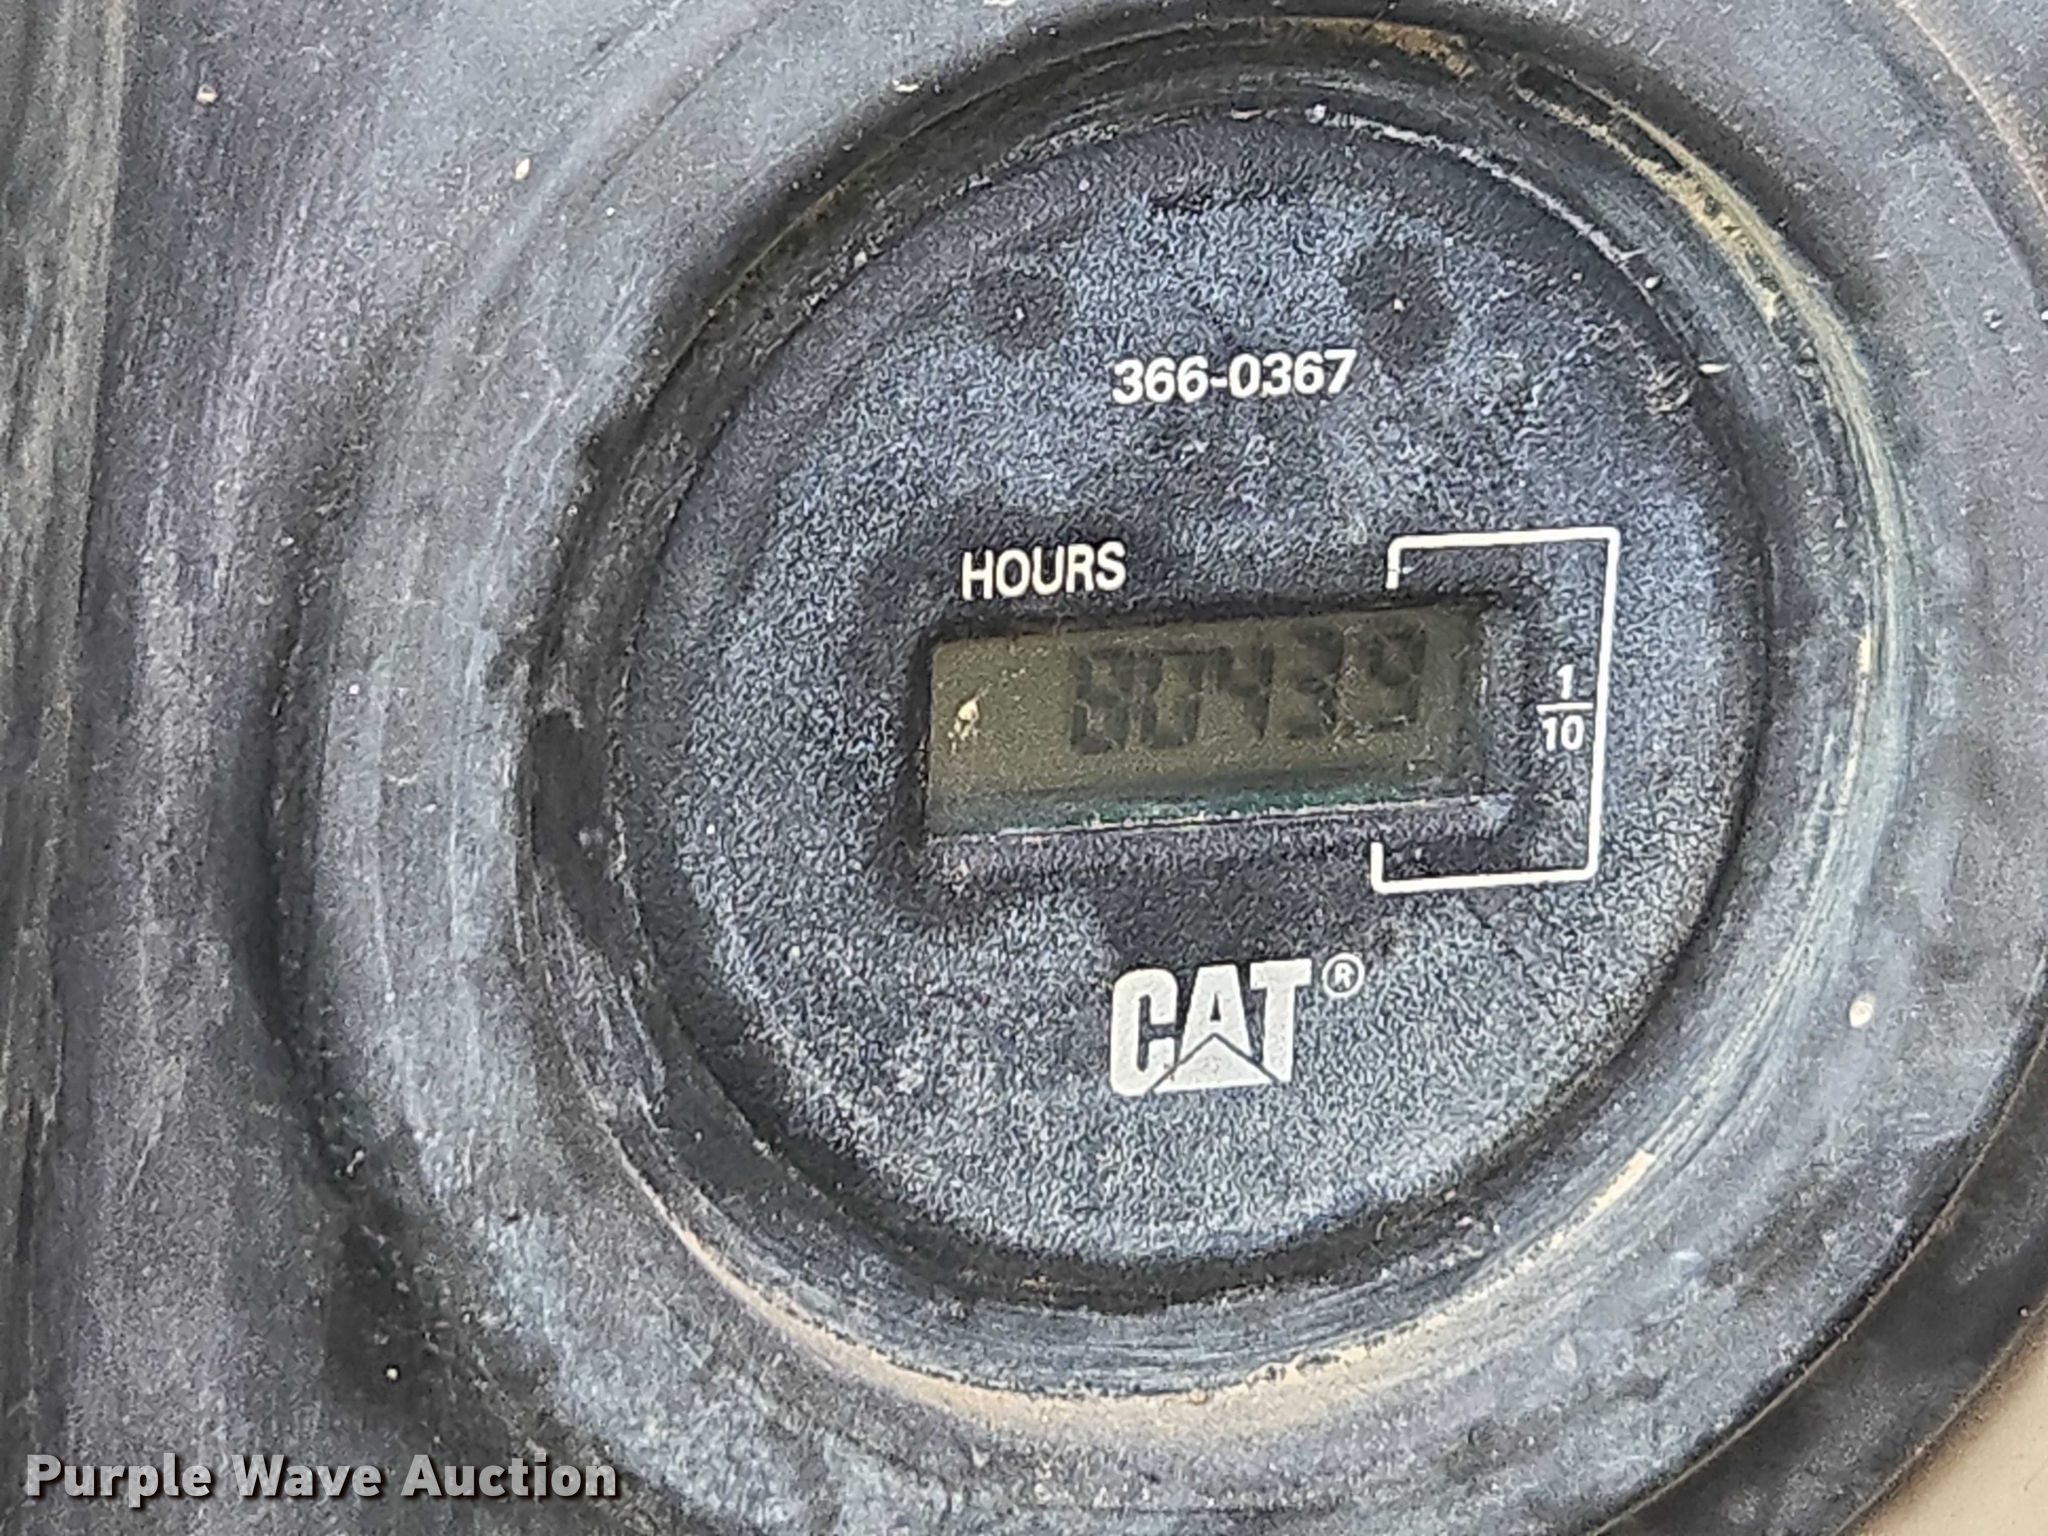 366-0367
HOURS
1
10
CAT®
Purple Wave Auction